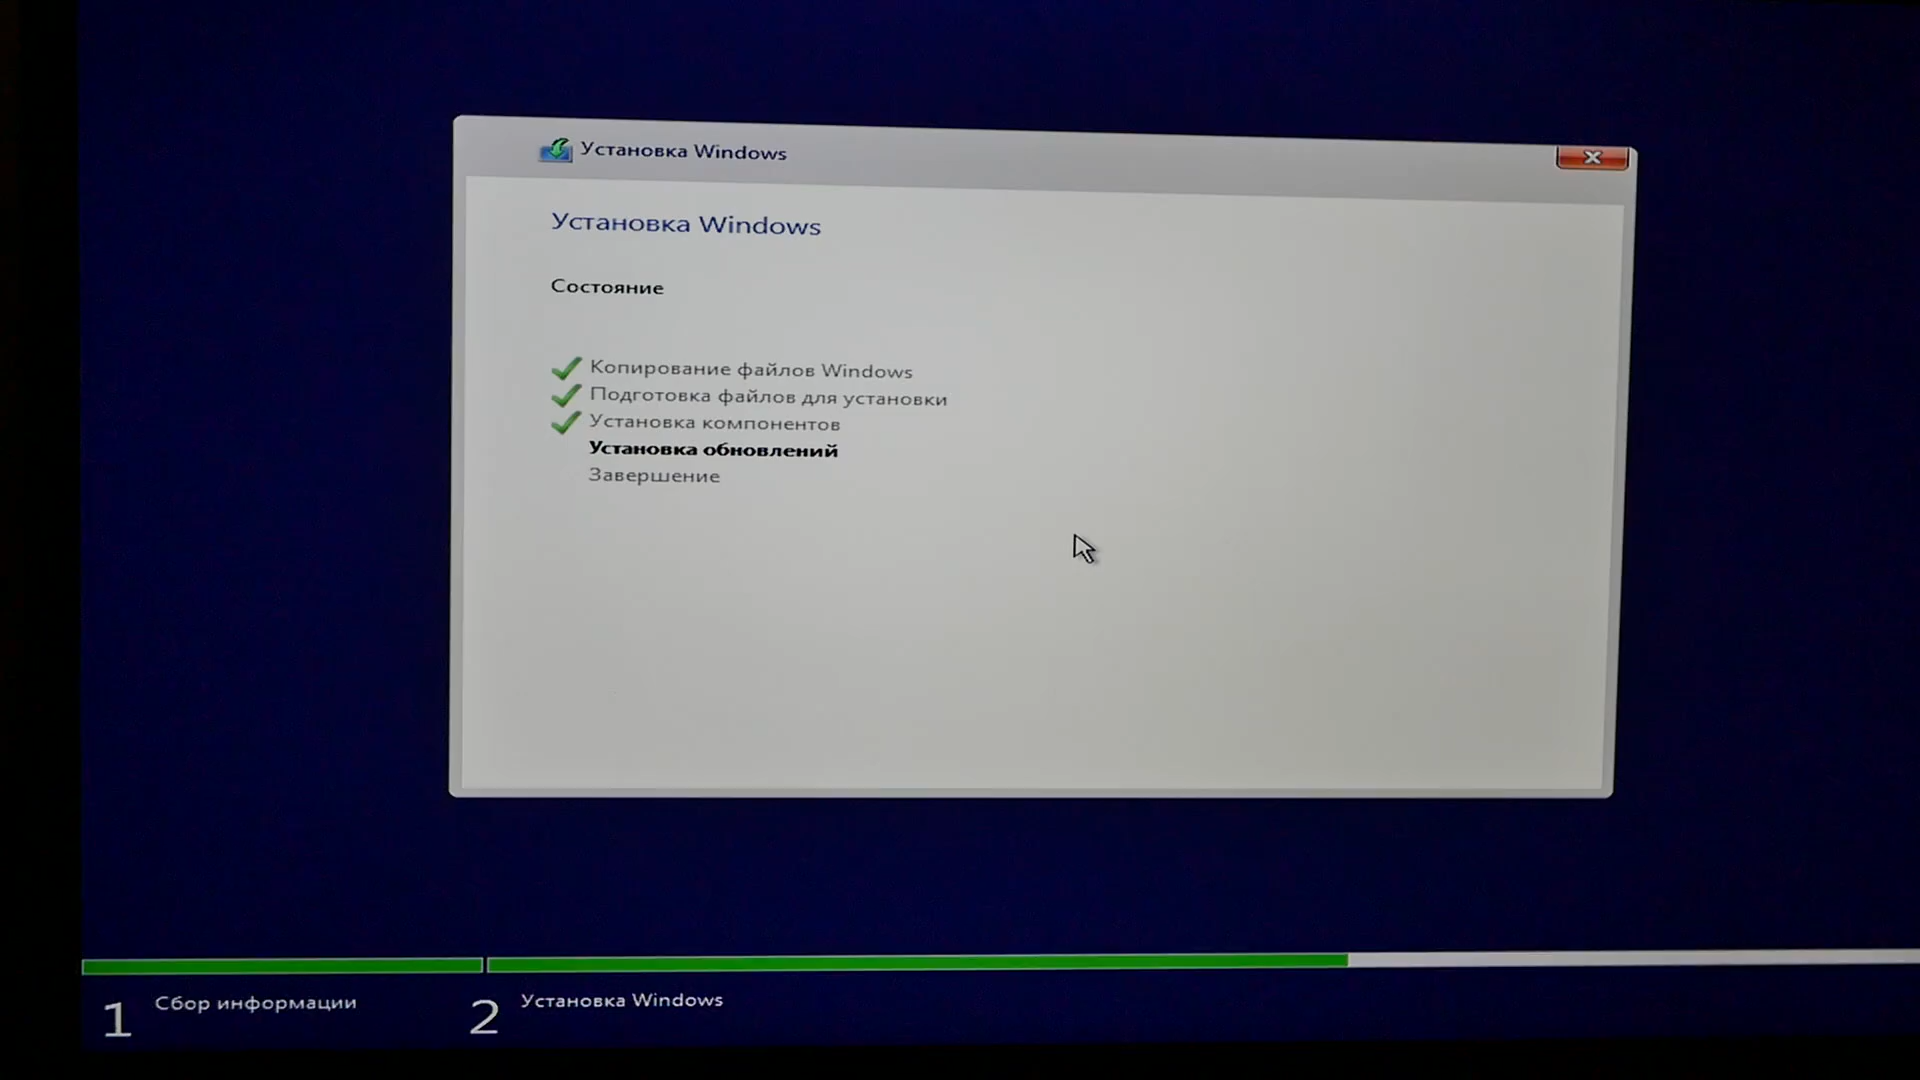 Установка Windows
Установка Windows
Состояние
Копирование файлов Windows
Подготовка файлов для установки
Установка компонентов
Установка обновлений
Завершение
1 Сбор информации
2 Установка Windows